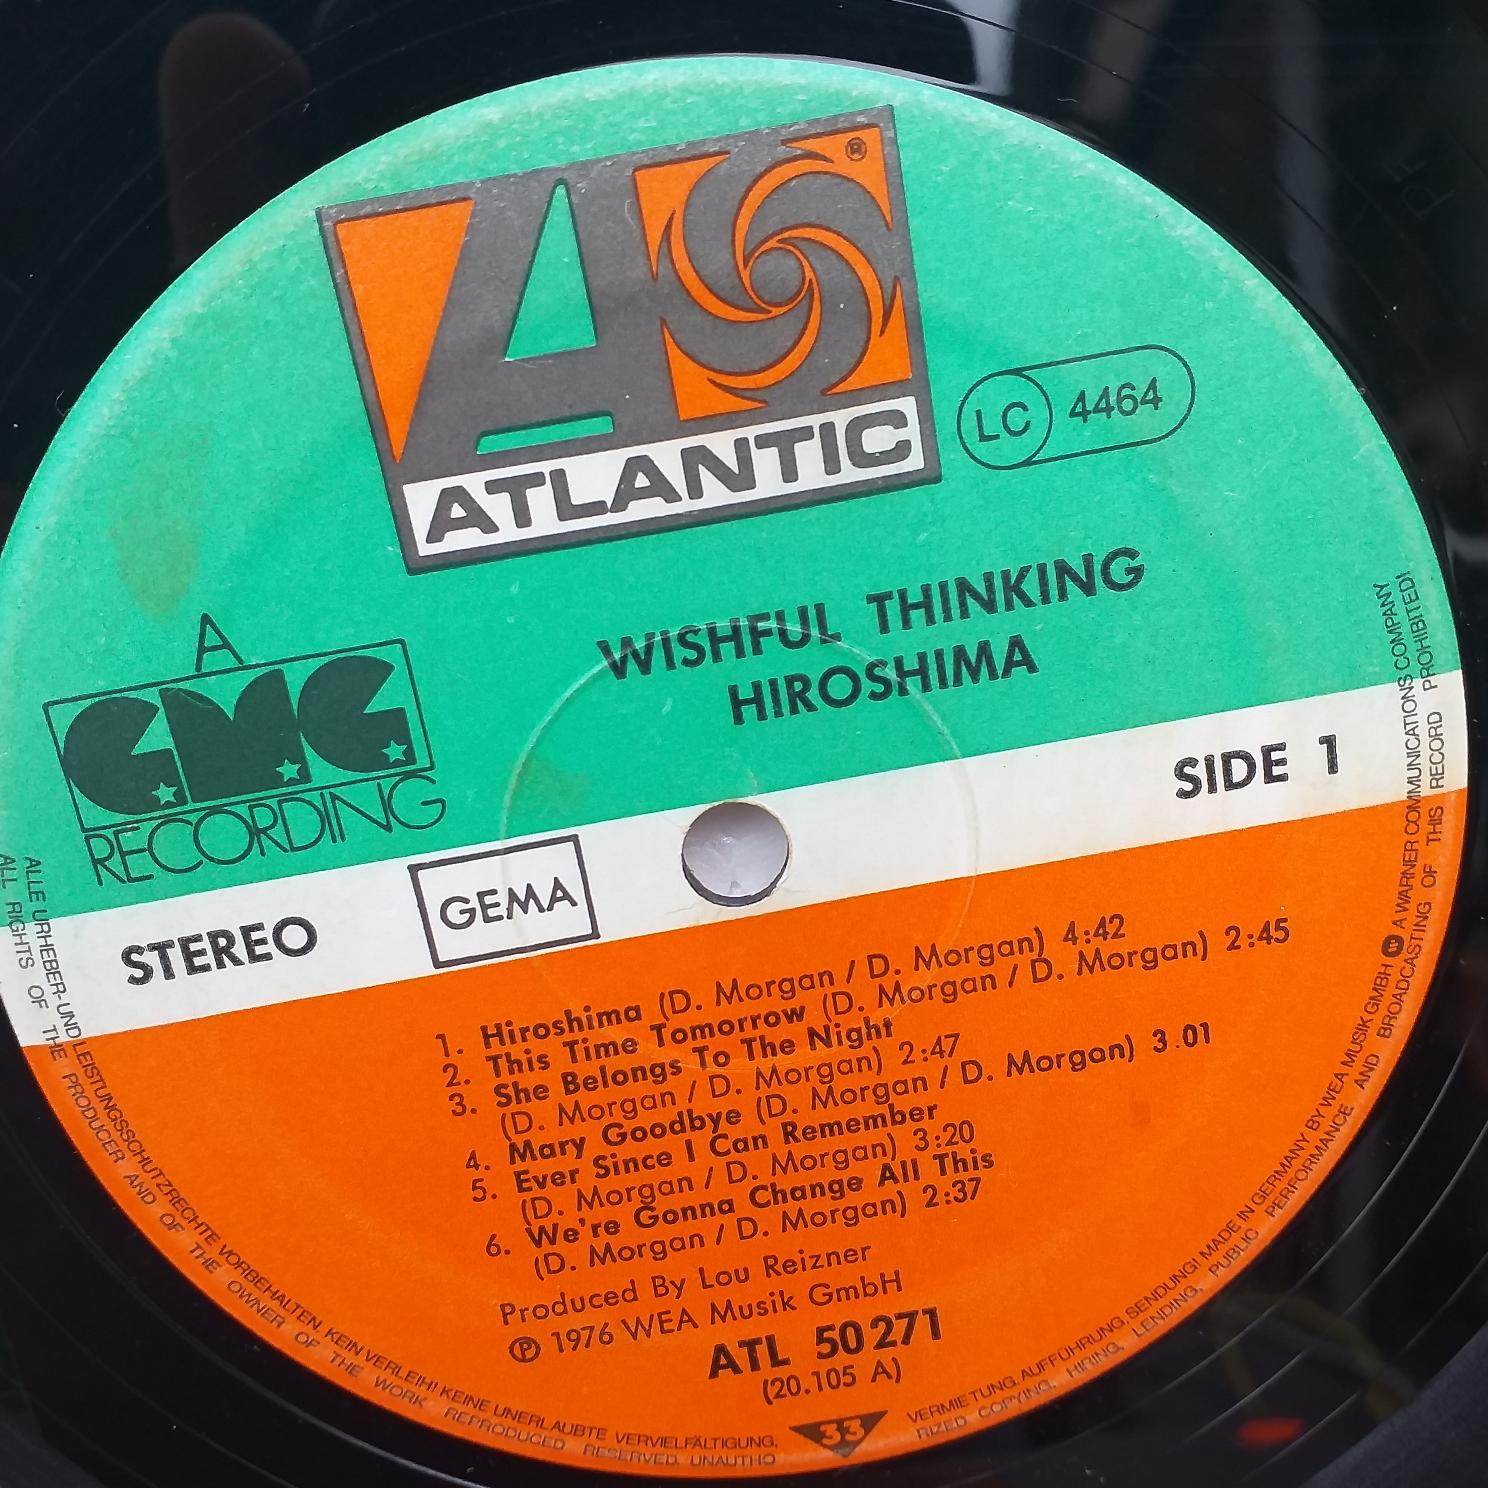 ®
ATLANTIC
LC 4464
WISHFUL THINKING
HIROSHIMA
A
G.M.G
RECORDING
SIDE 1
STEREO
GEMA
1. Hiroshima (D. Morgan / D. Morgan) 4:42
2. This Time Tomorrow (D. Morgan / D. Morgan) 2:45
3. She Belongs To The Night
(D. Morgan / D. Morgan) 2:47
4. Mary Goodbye (D. Morgan / D. Morgan) 3.01
5. Ever Since I Can Remember
(D. Morgan / D. Morgan) 3:20
6. We're Gonna Change All This
(D. Morgan / D. Morgan) 2:37
Produced By Lou Reizner
℗ 1976 WEA Musik GmbH
ATL 50 271
(20.105 A)
33
ALLE URHEBER-UND LEISTUNGSSCHUTZRECHTE VORBEHALTEN. KEIN VERLEIH! KEINE UNERLAUBTE VERVIELFÄLTIGUNG, VERMIETUNG, AUFFÜHRUNG, SENDUNG! MADE IN GERMANY BY WEA MUSIK GMBH A WARNER COMMUNICATIONS COMPANY
ALL RIGHTS OF THE PRODUCER AND OF THE OWNER OF THE WORK REPRODUCED RESERVED. UNAUTHORIZED COPYING, HIRING, LENDING, PUBLIC PERFORMANCE AND BROADCASTING OF THIS RECORD PROHIBITED!